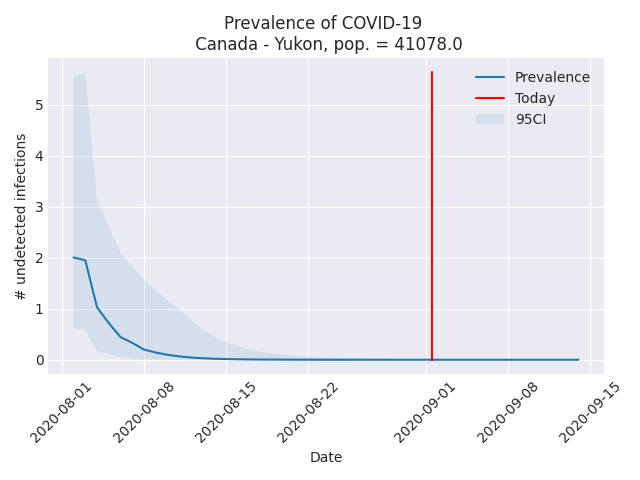 Prevalence of COVID-19
Canada - Yukon, pop. = 41078.0
Prevalence
Today
95CI
# undetected infections
5
4
3
2
1
0
2020-08-01
2020-08-08
2020-08-15
2020-08-22
2020-09-01
2020-09-08
2020-09-15
Date